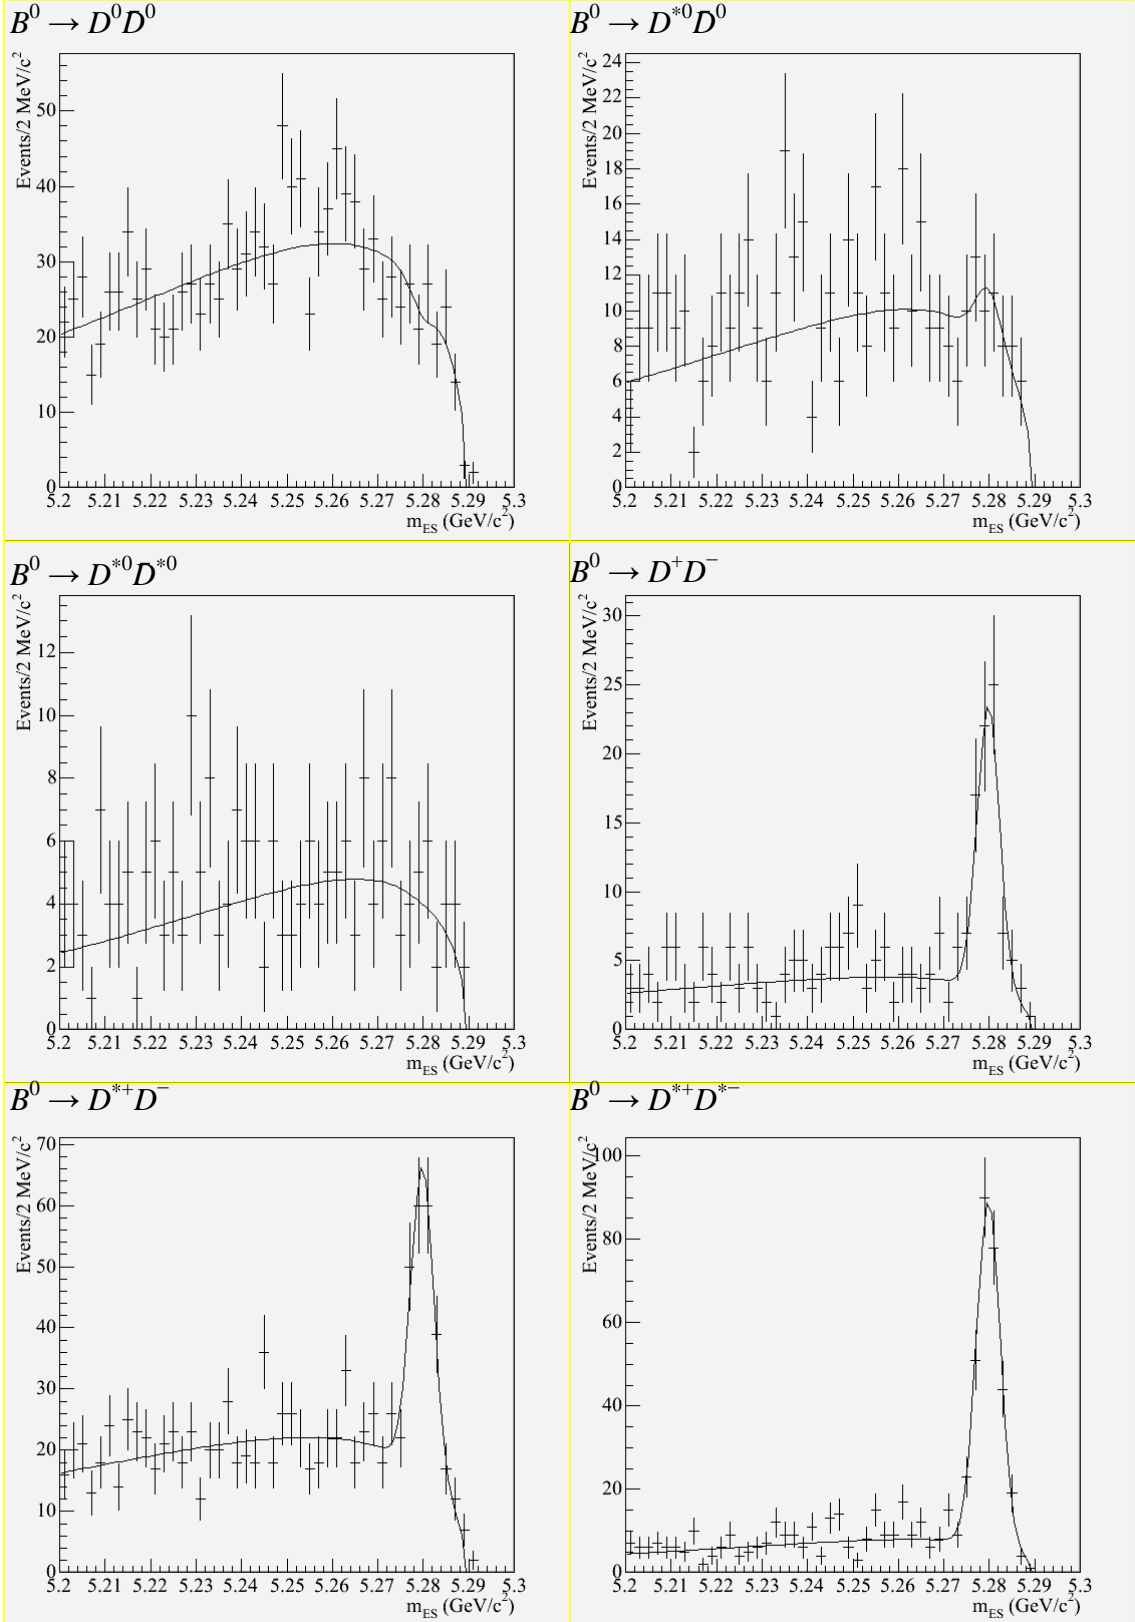 B⁰ → D⁰D̄⁰
Events/2 MeV/c²
50
40
30
20
10
0
5.2 5.21 5.22 5.23 5.24 5.25 5.26 5.27 5.28 5.29 5.3
m_ES (GeV/c²)
B⁰ → D*⁰D̄⁰
Events/2 MeV/c²
24
22
20
18
16
14
12
10
8
6
4
2
0
5.2 5.21 5.22 5.23 5.24 5.25 5.26 5.27 5.28 5.29 5.3
m_ES (GeV/c²)
B⁰ → D*⁰D̄*⁰
Events/2 MeV/c²
12
10
8
6
4
2
0
5.2 5.21 5.22 5.23 5.24 5.25 5.26 5.27 5.28 5.29 5.3
m_ES (GeV/c²)
B⁰ → D⁺D⁻
Events/2 MeV/c²
30
25
20
15
10
5
0
5.2 5.21 5.22 5.23 5.24 5.25 5.26 5.27 5.28 5.29 5.3
m_ES (GeV/c²)
B⁰ → D*⁺D⁻
Events/2 MeV/c²
70
60
50
40
30
20
10
0
5.2 5.21 5.22 5.23 5.24 5.25 5.26 5.27 5.28 5.29 5.3
m_ES (GeV/c²)
B⁰ → D*⁺D*⁻
Events/2 MeV/c²
100
80
60
40
20
0
5.2 5.21 5.22 5.23 5.24 5.25 5.26 5.27 5.28 5.29 5.3
m_ES (GeV/c²)